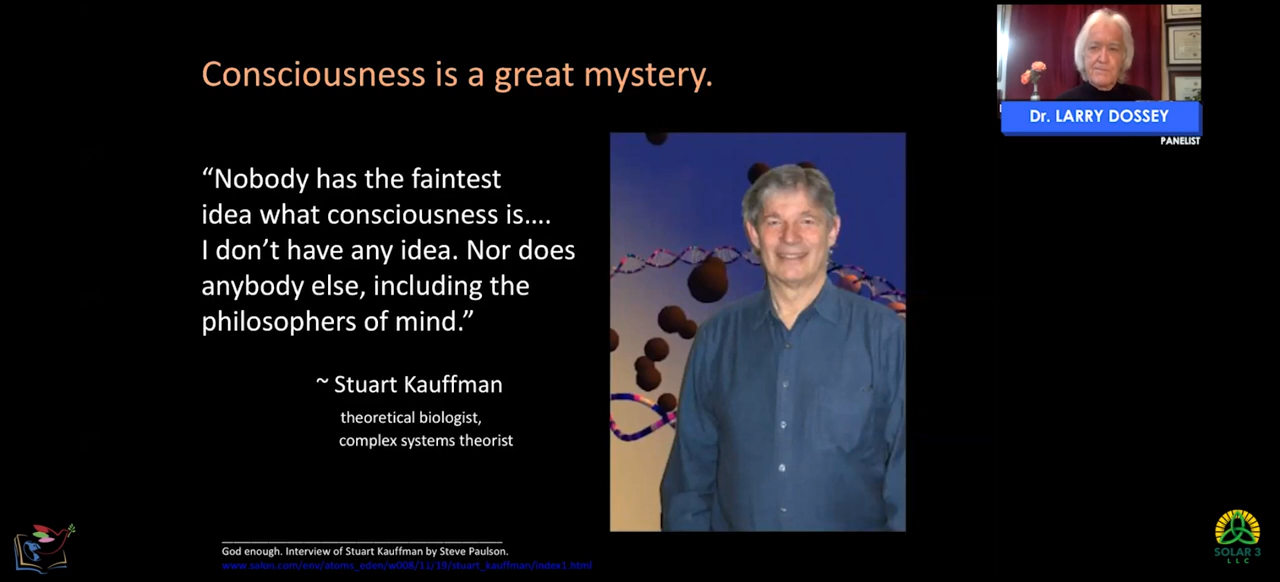 Consciousness is a great mystery.
“Nobody has the faintest
idea what consciousness is....
I don’t have any idea. Nor does
anybody else, including the
philosophers of mind.”
~ Stuart Kauffman
theoretical biologist,
complex systems theorist
God enough. Interview of Stuart Kauffman by Steve Paulson.
www.salon.com/env/atoms_eden/w008/11/19/stuart_kauffman/index1.html
Dr. LARRY DOSSEY
PANELIST
SOLAR 3
LLC